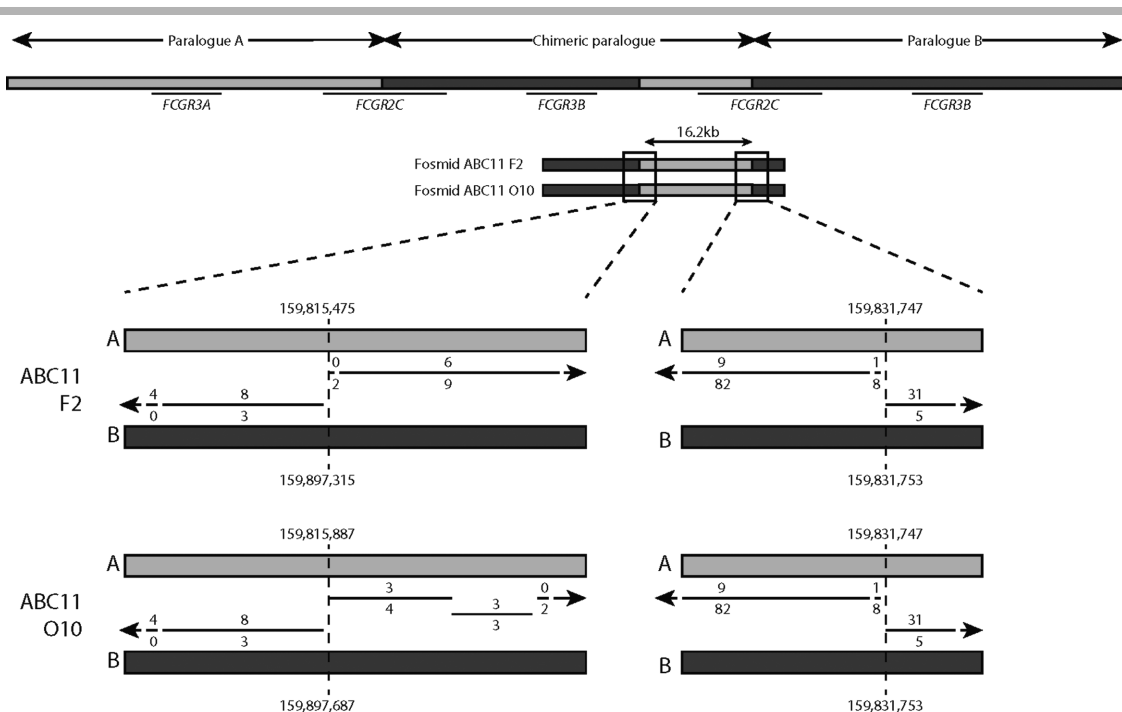 Paralogue A Chimeric paralogue Paralogue B
FCGR3A FCGR2C FCGR3B FCGR2C FCGR3B
16.2kb
Fosmid ABC11 F2
Fosmid ABC11 O10
159,815,475 159,831,747
A A
0 6 9 1
ABC11 2 9 82 8
F2 4 8 31
0 3 5
B B
159,897,315 159,831,753
159,815,887 159,831,747
A A
3 0 9 1
ABC11 4 3 2 82 8
O10 4 8 3 31
0 3 5
B B
159,897,687 159,831,753